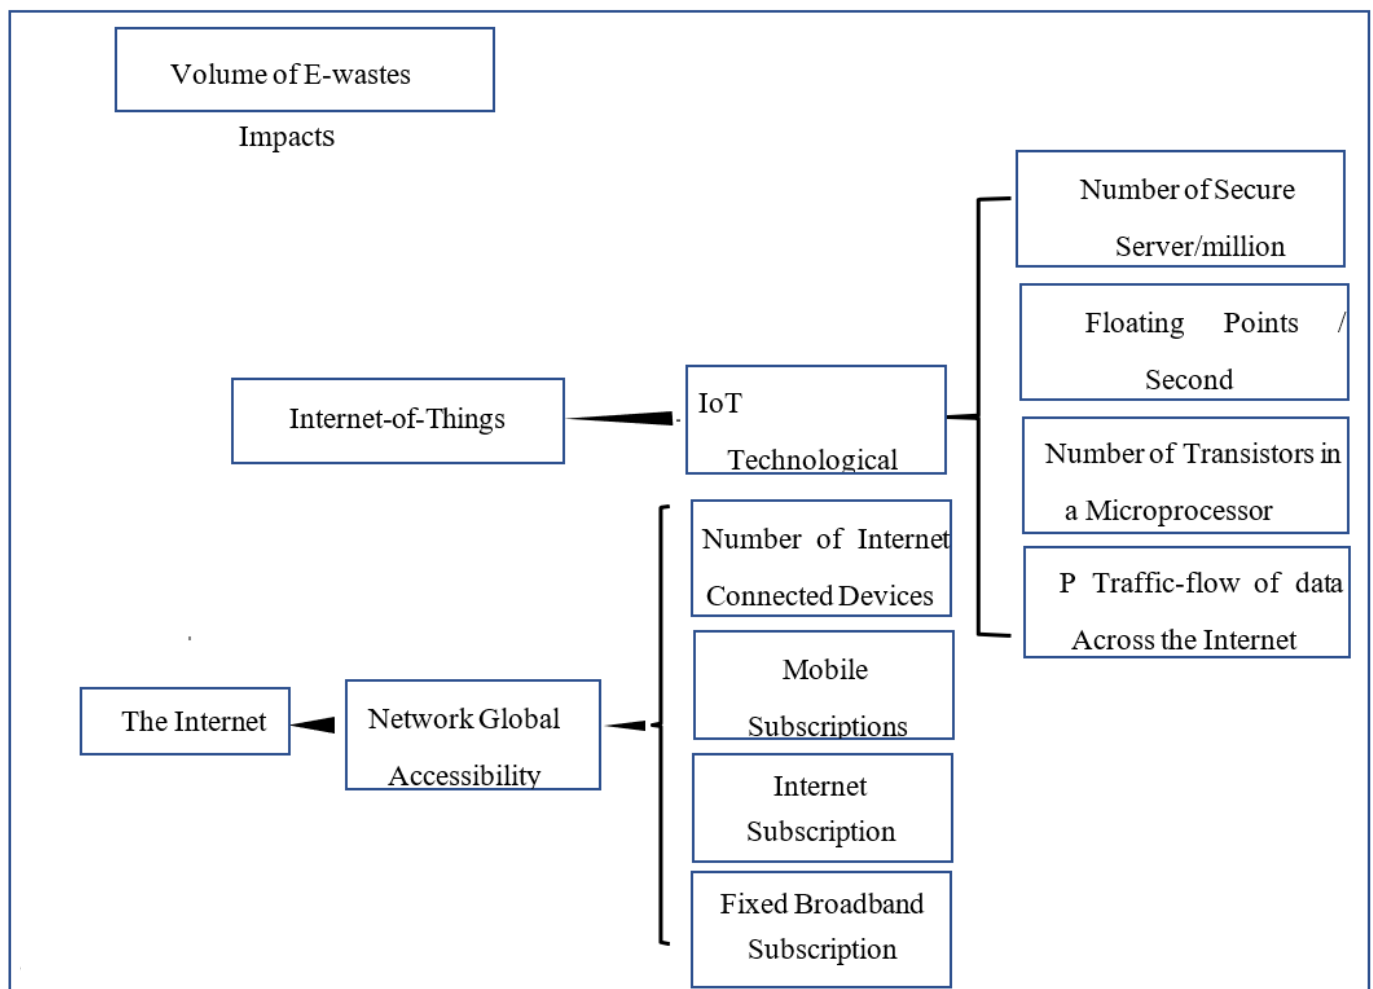 Volume of E-wastes
Impacts
Number of Secure
Server/million
Floating Points /
Second
Internet-of-Things
IoT
Technological
Number of Transistors in
a Microprocessor
Number of Internet
Connected Devices
P Traffic-flow of data
Across the Internet
Mobile
Subscriptions
The Internet
Network Global
Accessibility
Internet
Subscription
Fixed Broadband
Subscription